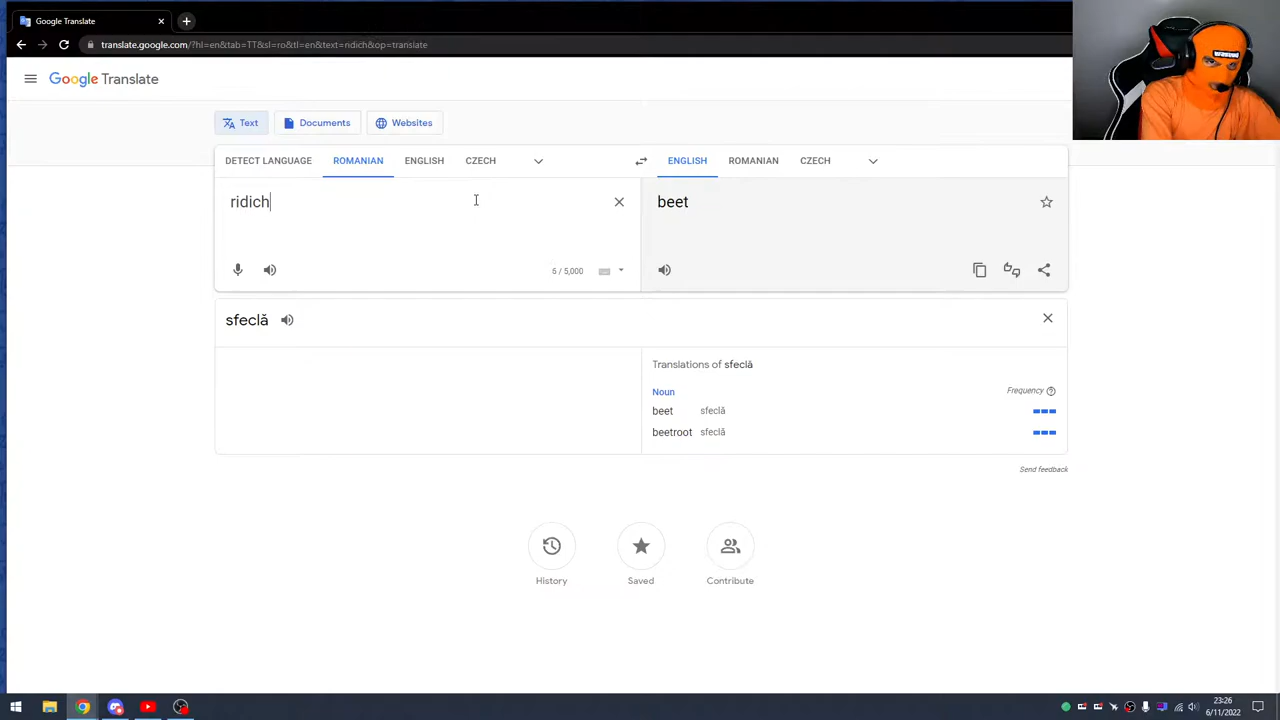 Google Translate
translate.google.com/?hl=en&tab=TT&sl=ro&tl=en&text=ridich&op=translate
Google Translate
Text Documents Websites
DETECT LANGUAGE ROMANIAN ENGLISH CZECH ENGLISH ROMANIAN CZECH
ridich beet
6 / 5,000
sfeclă
Translations of sfeclă
Noun Frequency
beet sfeclă
beetroot sfeclă
Send feedback
History Saved Contribute
23:26
6/11/2022